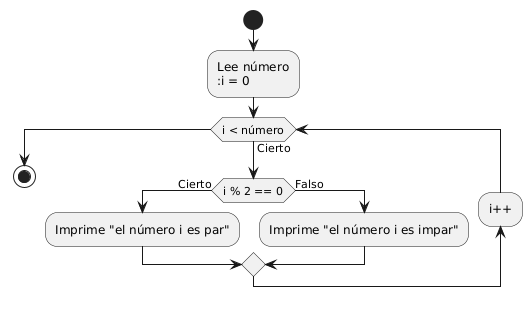 Lee número
:i = 0
i < número
Cierto
Cierto
i % 2 == 0
Falso
i++
Imprime "el número i es par"
Imprime "el número i es impar"